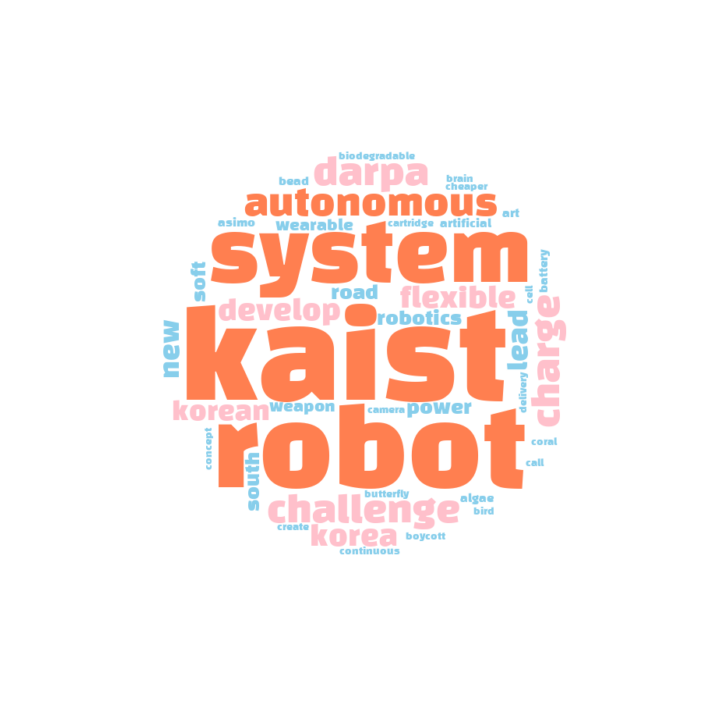 biodegradable
darpa
brain
bead
cheaper
autonomous
art
asimo
wearable
cartridge
artificial
system
battery
soft
road
flexible
cell
develop
robotics
charge
new
kaist
lead
delivery
korean
weapon
camera
power
robot
concept
south
coral
call
butterfly
challenge
algae
bird
create
korea
boycott
continuous